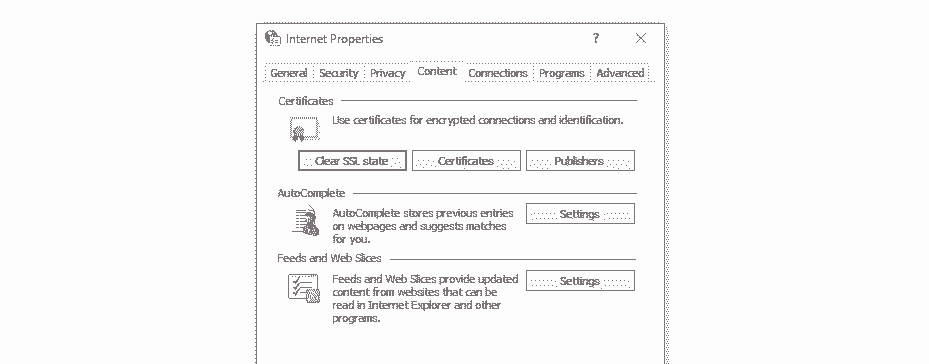 Internet Properties ?
General Security Privacy Content Connections Programs Advanced
Certificates
Use certificates for encrypted connections and identification.
Clear SSL state Certificates Publishers
AutoComplete
AutoComplete stores previous entries
on webpages and suggests matches
for you.
Settings
Feeds and Web Slices
Feeds and Web Slices provide updated
content from websites that can be
read in Internet Explorer and other
programs.
Settings